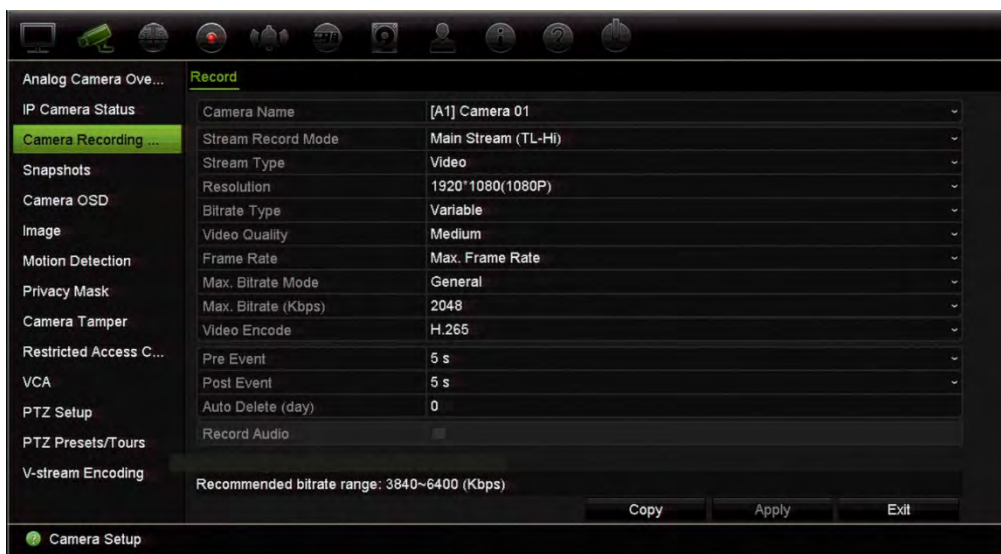 Analog Camera Ove...
IP Camera Status
Camera Recording ...
Snapshots
Camera OSD
Image
Motion Detection
Privacy Mask
Camera Tamper
Restricted Access C...
VCA
PTZ Setup
PTZ Presets/Tours
V-stream Encoding
Record
Camera Name [A1] Camera 01
Stream Record Mode Main Stream (TL-Hi)
Stream Type Video
Resolution 1920*1080(1080P)
Bitrate Type Variable
Video Quality Medium
Frame Rate Max. Frame Rate
Max. Bitrate Mode General
Max. Bitrate (Kbps) 2048
Video Encode H.265
Pre Event 5 s
Post Event 5 s
Auto Delete (day) 0
Record Audio
Recommended bitrate range: 3840~6400 (Kbps)
Copy Apply Exit
Camera Setup